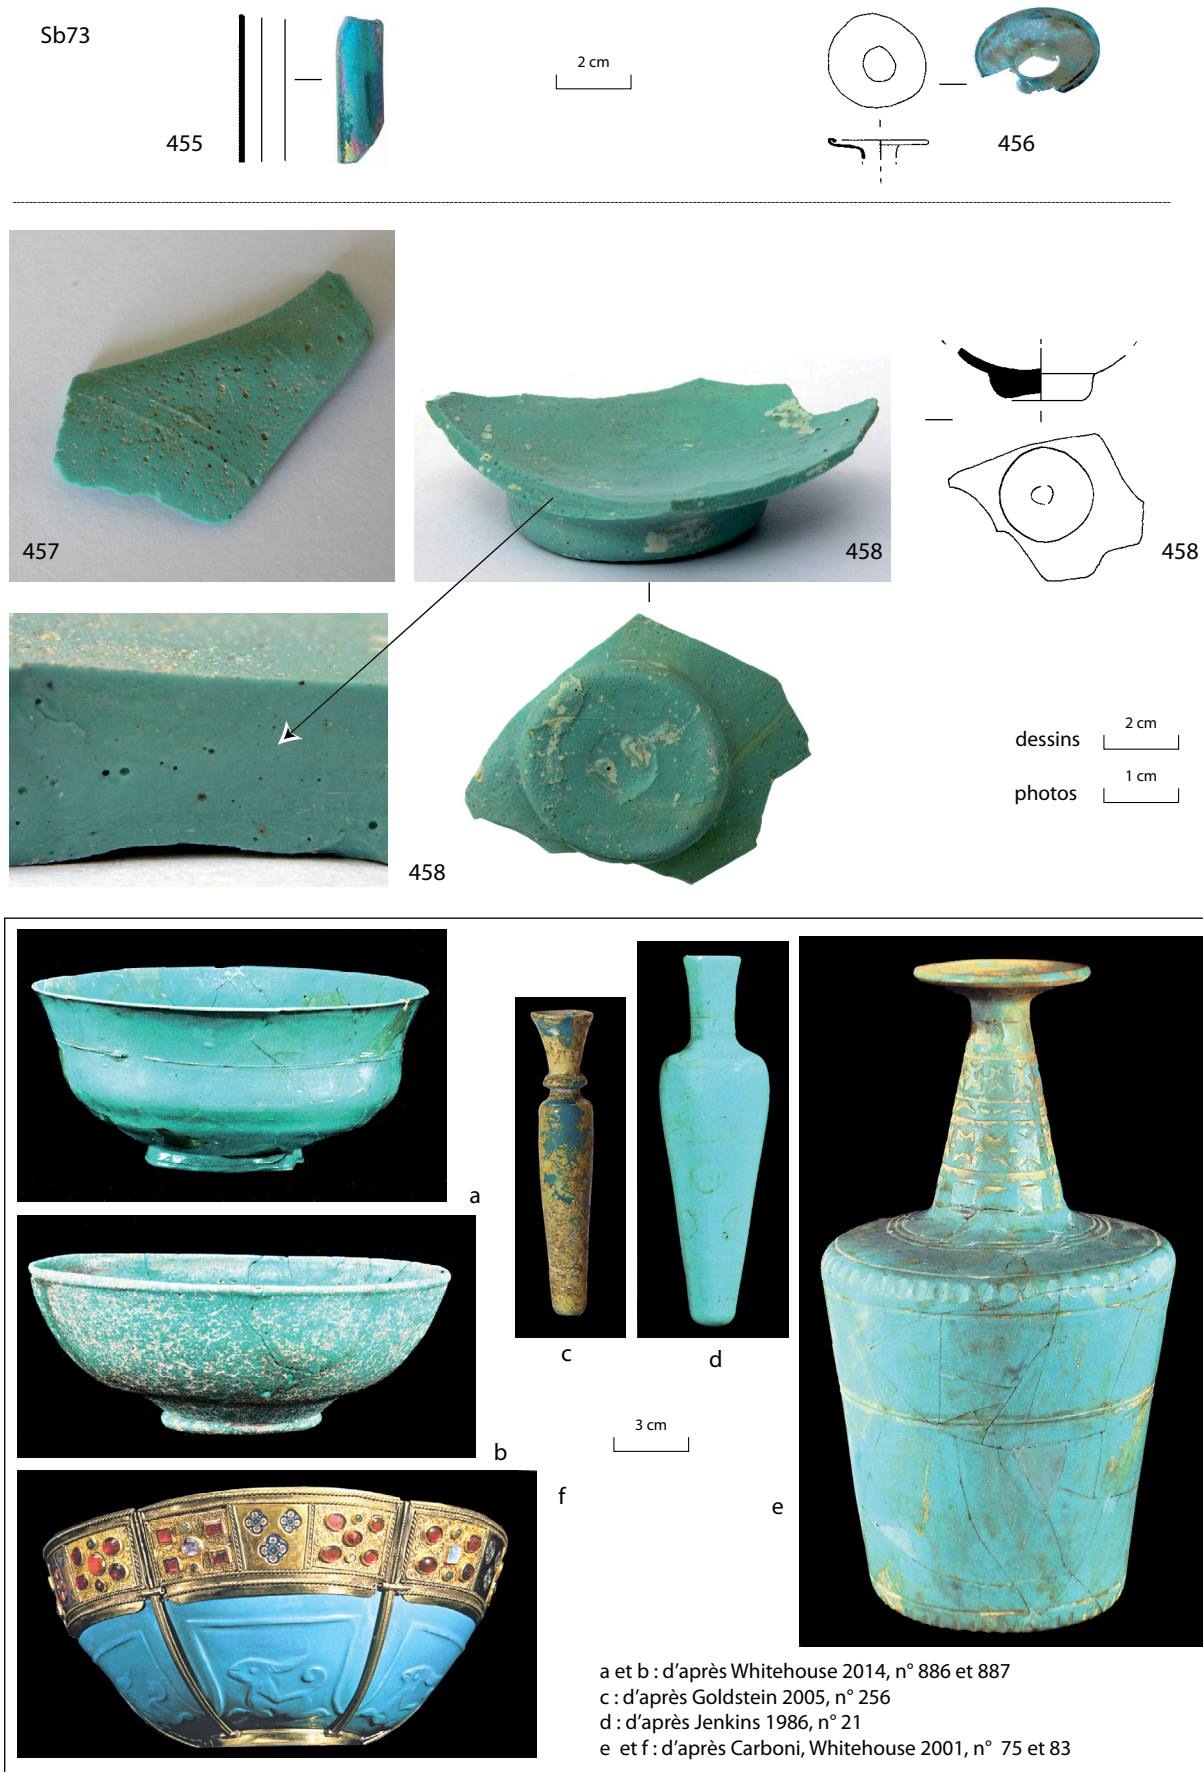 Sb73
2 cm
455
456
457
458
458
458
dessins 2 cm
photos 1 cm
a
b
c
d
3 cm
e
f
a et b : d'après Whitehouse 2014, n° 886 et 887
c : d'après Goldstein 2005, n° 256
d : d'après Jenkins 1986, n° 21
e et f : d'après Carboni, Whitehouse 2001, n° 75 et 83